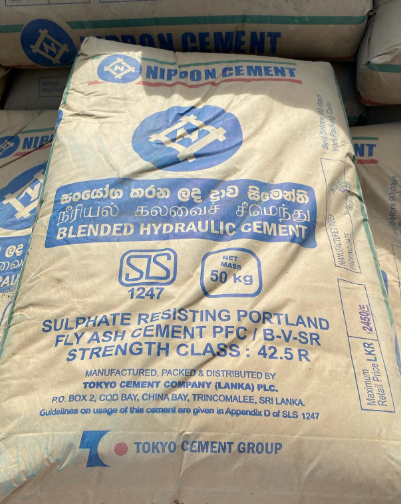 NIPPON CEMENT
NIPPON
NIPPON CEMENT
සංයෝග කරන ලද ද්‍රාව සිමෙන්ති
நீரியல் கலவைச் சீமெந்து
BLENDED HYDRAULIC CEMENT
SLS
1247
NET
MASS
50 kg
SULPHATE RESISTING PORTLAND
FLY ASH CEMENT PFC / B-V-SR
STRENGTH CLASS : 42.5 R
MANUFACTURED, PACKED & DISTRIBUTED BY
TOKYO CEMENT COMPANY (LANKA) PLC.
P.O. BOX 2, COD BAY, CHINA BAY, TRINCOMALEE, SRI LANKA.
Guidelines on usage of this cement are given in Appendix D of SLS 1247
TOKYO CEMENT GROUP
Maximum
Retail Price LKR 2450